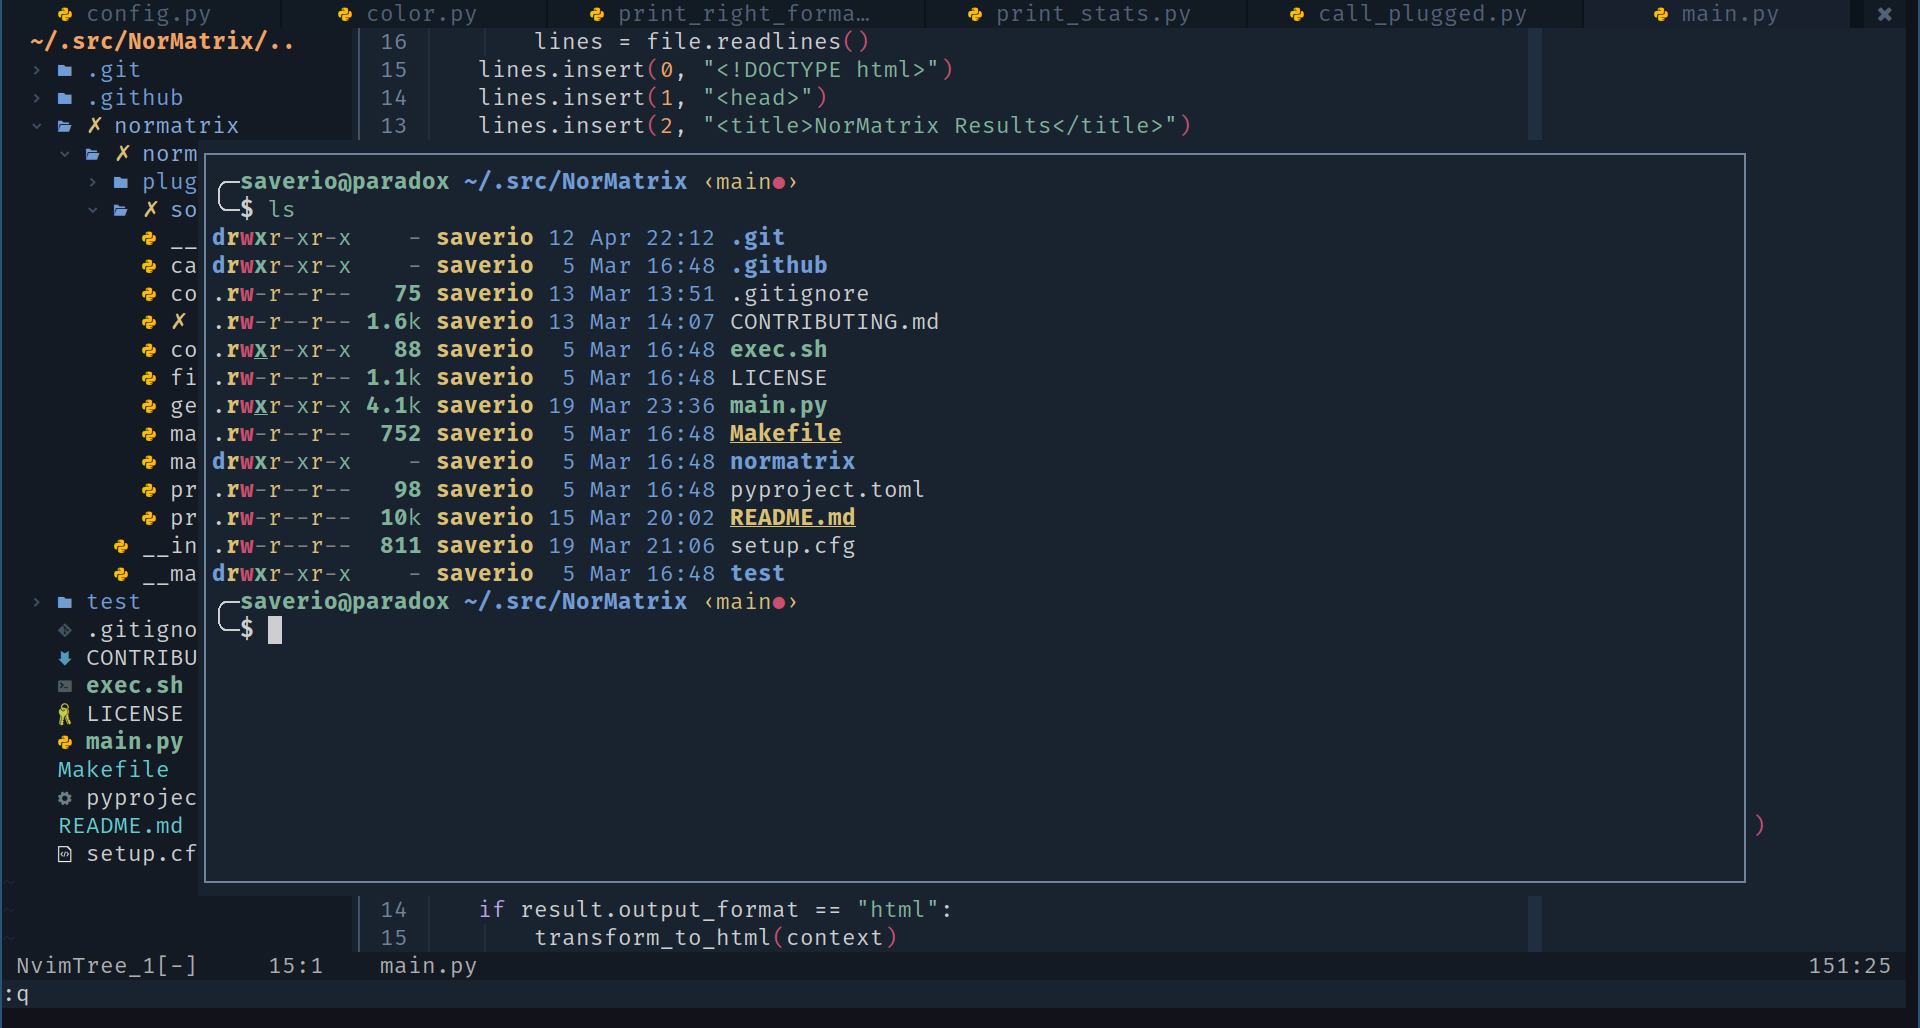 config.py color.py print_right_forma… print_stats.py call_plugged.py main.py ✖
~/.src/NorMatrix/..
.git
.github
✗ normatrix
✗ norm
plug
✗ so
__
ca
co
✗
co
fi
ge
ma
ma
pr
pr
__in
__ma
test
.gitigno
CONTRIBU
exec.sh
LICENSE
main.py
Makefile
pyprojec
README.md
setup.cf
16 lines = file.readlines()
15 lines.insert(0, "<!DOCTYPE html>")
14 lines.insert(1, "<head>")
13 lines.insert(2, "<title>NorMatrix Results</title>")
saverio@paradox ~/.src/NorMatrix ‹main●›
$ ls
drwxr-xr-x - saverio 12 Apr 22:12 .git
drwxr-xr-x - saverio 5 Mar 16:48 .github
.rw-r--r-- 75 saverio 13 Mar 13:51 .gitignore
.rw-r--r-- 1.6k saverio 13 Mar 14:07 CONTRIBUTING.md
.rwxr-xr-x 88 saverio 5 Mar 16:48 exec.sh
.rw-r--r-- 1.1k saverio 5 Mar 16:48 LICENSE
.rwxr-xr-x 4.1k saverio 19 Mar 23:36 main.py
.rw-r--r-- 752 saverio 5 Mar 16:48 Makefile
drwxr-xr-x - saverio 5 Mar 16:48 normatrix
.rw-r--r-- 98 saverio 5 Mar 16:48 pyproject.toml
.rw-r--r-- 10k saverio 15 Mar 20:02 README.md
.rw-r--r-- 811 saverio 19 Mar 21:06 setup.cfg
drwxr-xr-x - saverio 5 Mar 16:48 test
saverio@paradox ~/.src/NorMatrix ‹main●›
$
)
14 if result.output_format == "html":
15 transform_to_html(context)
NvimTree_1[-] 15:1 main.py 151:25
:q